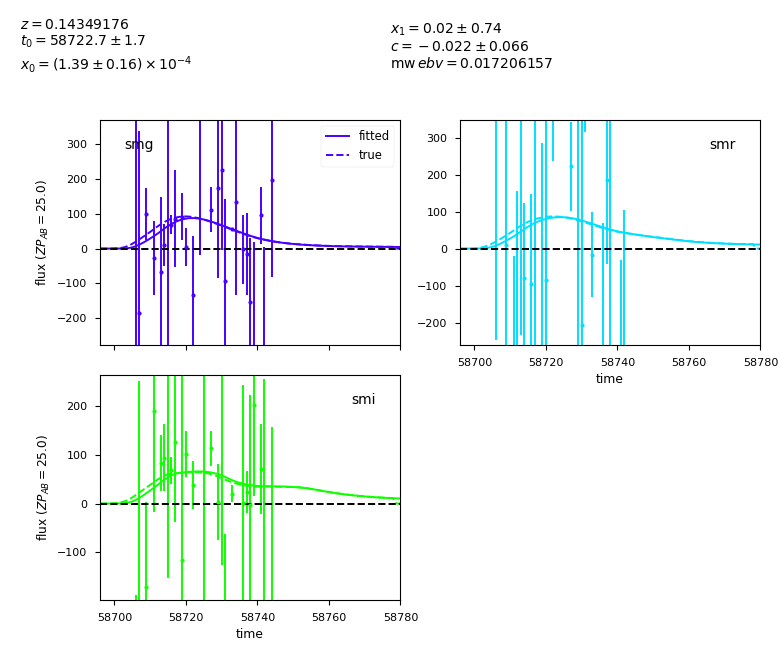 z = 0.14349176
t₀ = 58722.7 ± 1.7
x₀ = (1.39 ± 0.16) × 10⁻⁴
x₁ = 0.02 ± 0.74
c = −0.022 ± 0.066
mw ebv = 0.017206157
smg
fitted
true
300
200
100
0
−100
−200
flux (ZP_AB = 25.0)
smr
300
200
100
0
−100
−200
58700 58720 58740 58760 58780
time
smi
200
100
0
−100
flux (ZP_AB = 25.0)
58700 58720 58740 58760 58780
time